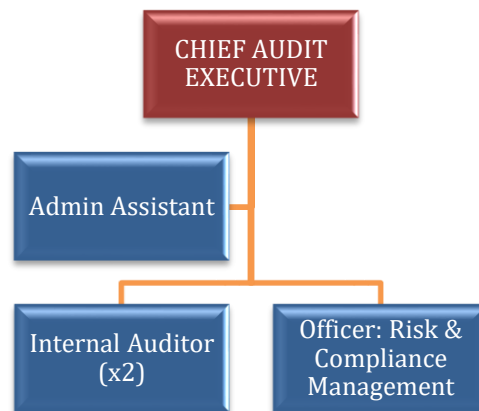 CHIEF AUDIT
EXECUTIVE
Admin Assistant
Internal Auditor
(x2)
Officer: Risk &
Compliance
Management